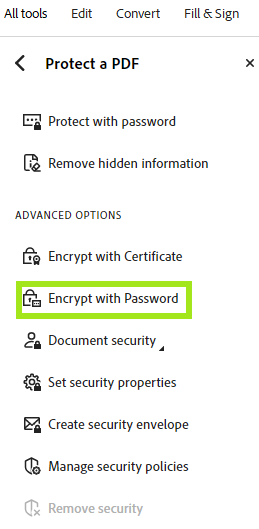 All tools Edit Convert Fill & Sign
Protect a PDF
Protect with password
Remove hidden information
ADVANCED OPTIONS
Encrypt with Certificate
Encrypt with Password
Document security
Set security properties
Create security envelope
Manage security policies
Remove security